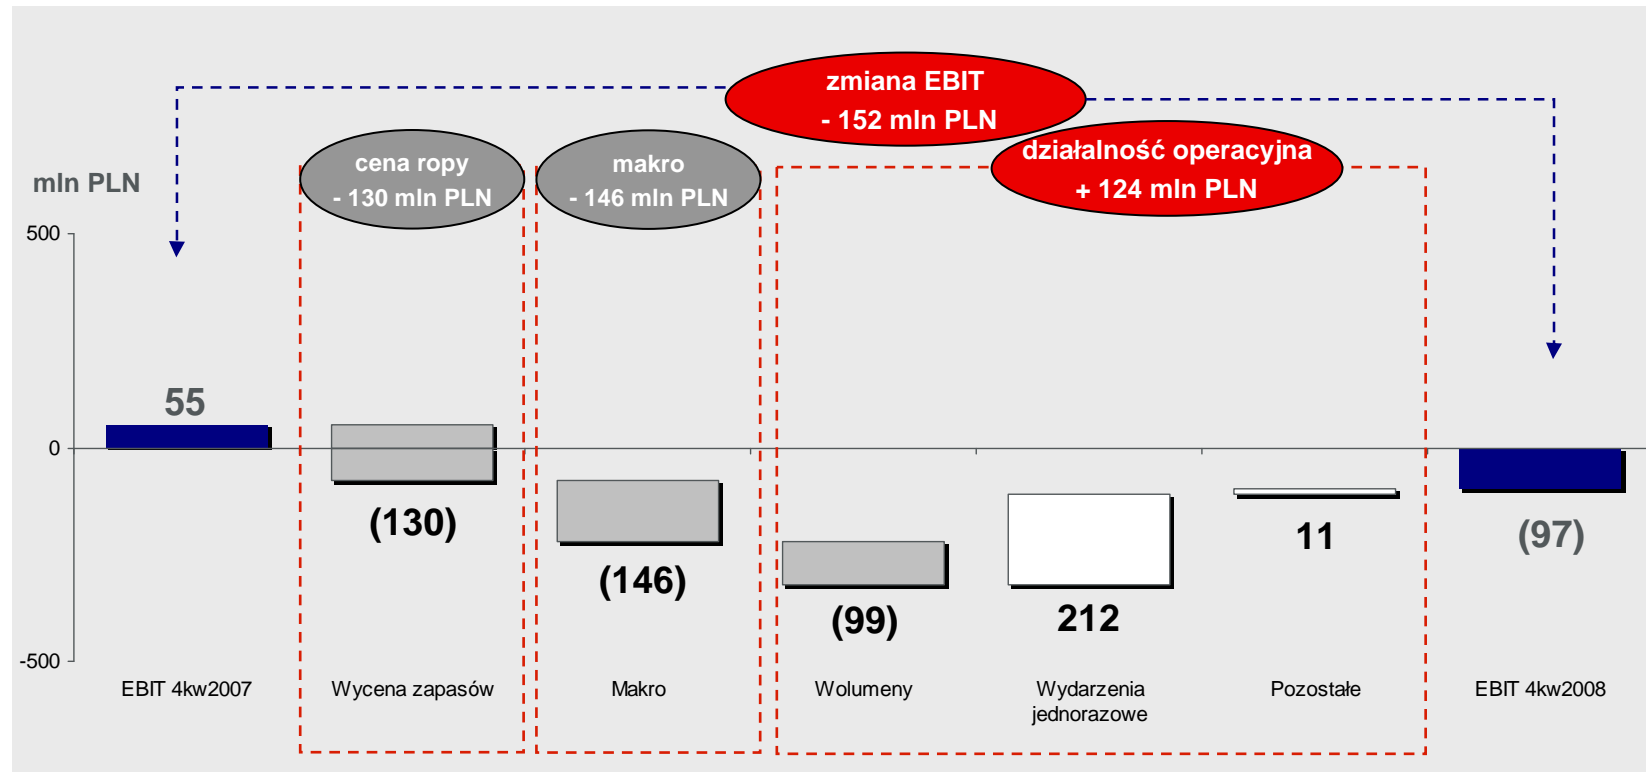 zmiana EBIT
- 152 mln PLN
cena ropy
- 130 mln PLN
makro
- 146 mln PLN
działalność operacyjna
+ 124 mln PLN
mln PLN
500
0
-500
55
(130)
(146)
(99)
212
11
(97)
EBIT 4kw2007
Wycena zapasów
Makro
Wolumeny
Wydarzenia
jednorazowe
Pozostałe
EBIT 4kw2008